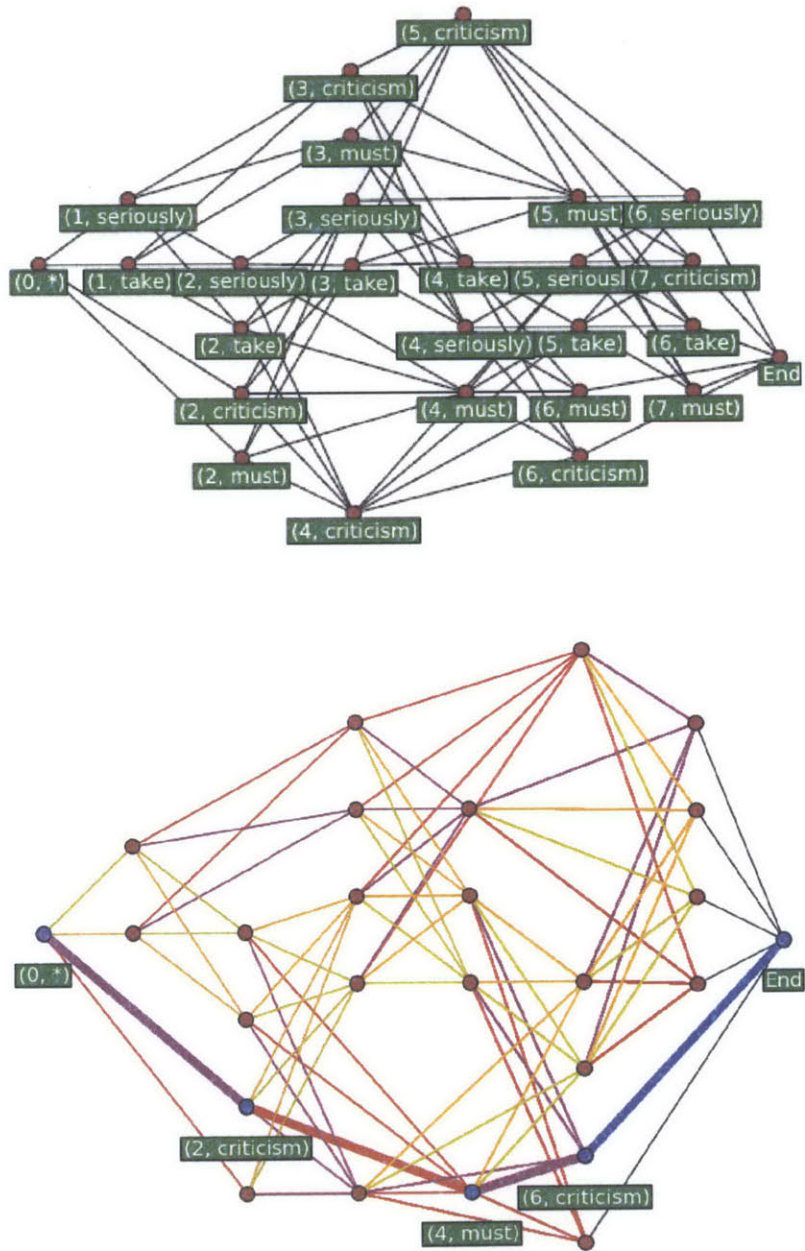 (5, criticism)
(3, criticism)
(3, must)
(1, seriously)
(3, seriously)
(5, must)
(6, seriously)
(0, *)
(1, take)
(2, seriously)
(3, take)
(4, take)
(5, seriousl
(7, criticism)
(2, take)
(4, seriously)
(5, take)
(6, take)
End
(2, criticism)
(4, must)
(6, must)
(7, must)
(2, must)
(6, criticism)
(4, criticism)
(0, *)
End
(2, criticism)
(6, criticism)
(4, must)